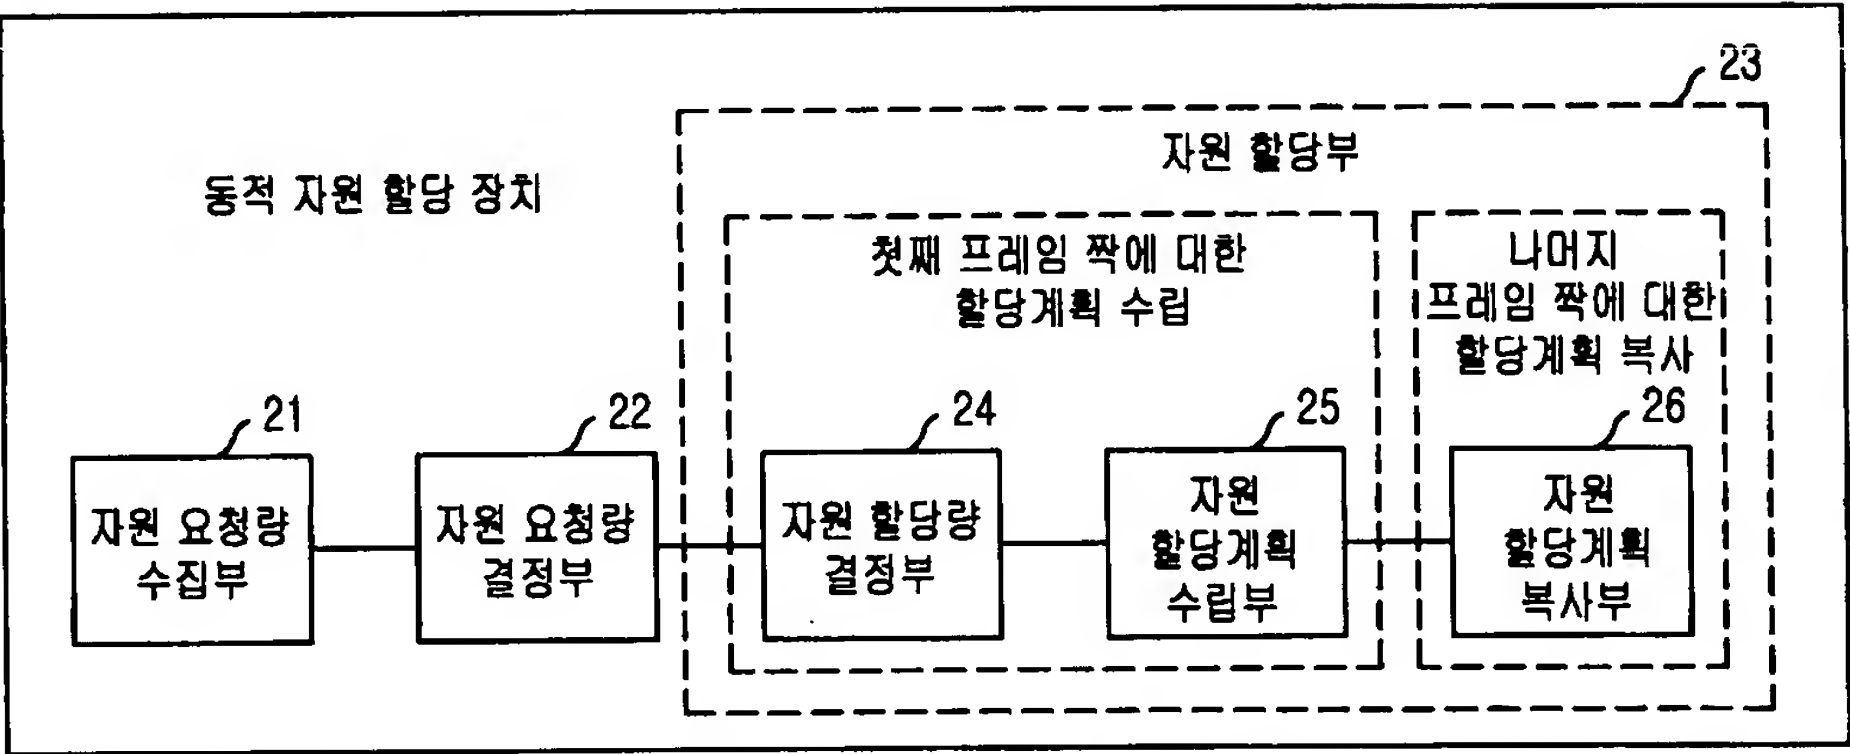 23
자원 할당부
동적 자원 할당 장치
첫째 프레임 짝에 대한
할당계획 수립
나머지
프레임 짝에 대한
할당계획 복사
21
22
24
25
26
자원 요청량
수집부
자원 요청량
결정부
자원 할당량
결정부
자원
할당계획
수립부
자원
할당계획
복사부